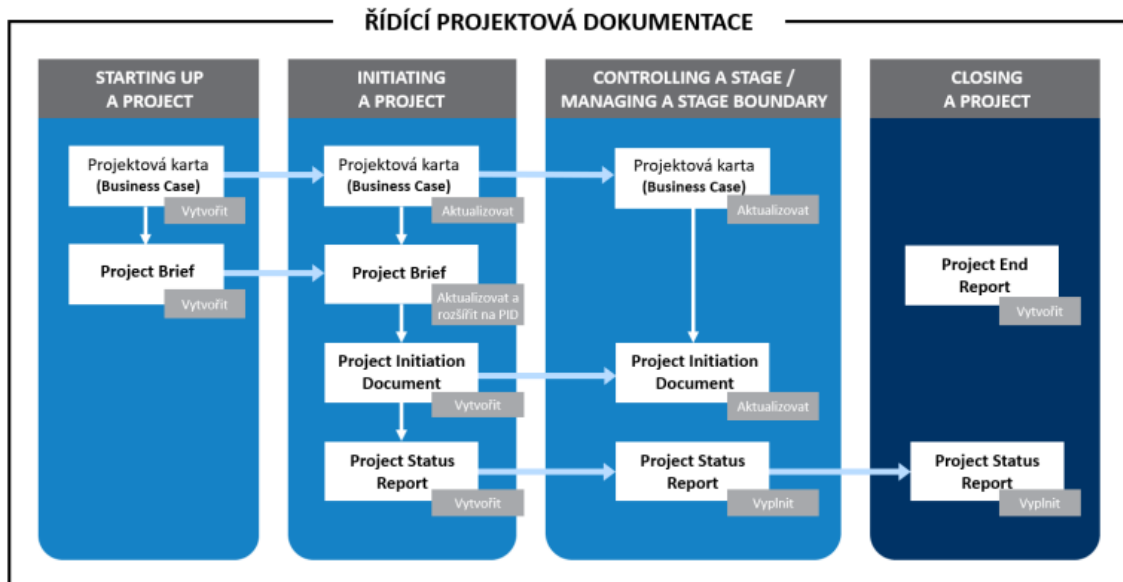 ŘÍDÍCÍ PROJEKTOVÁ DOKUMENTACE
STARTING UP
A PROJECT
Projektová karta
(Business Case)
Vytvořit
Project Brief
Vytvořit
INITIATING
A PROJECT
Projektová karta
(Business Case)
Aktualizovat
Project Brief
Aktualizovat a
rozšířit na PID
Project Initiation
Document
Vytvořit
Project Status
Report
Vytvořit
CONTROLLING A STAGE /
MANAGING A STAGE BOUNDARY
Projektová karta
(Business Case)
Aktualizovat
Project Initiation
Document
Aktualizovat
Project Status
Report
Vyplnit
CLOSING
A PROJECT
Project End
Report
Vytvořit
Project Status
Report
Vyplnit